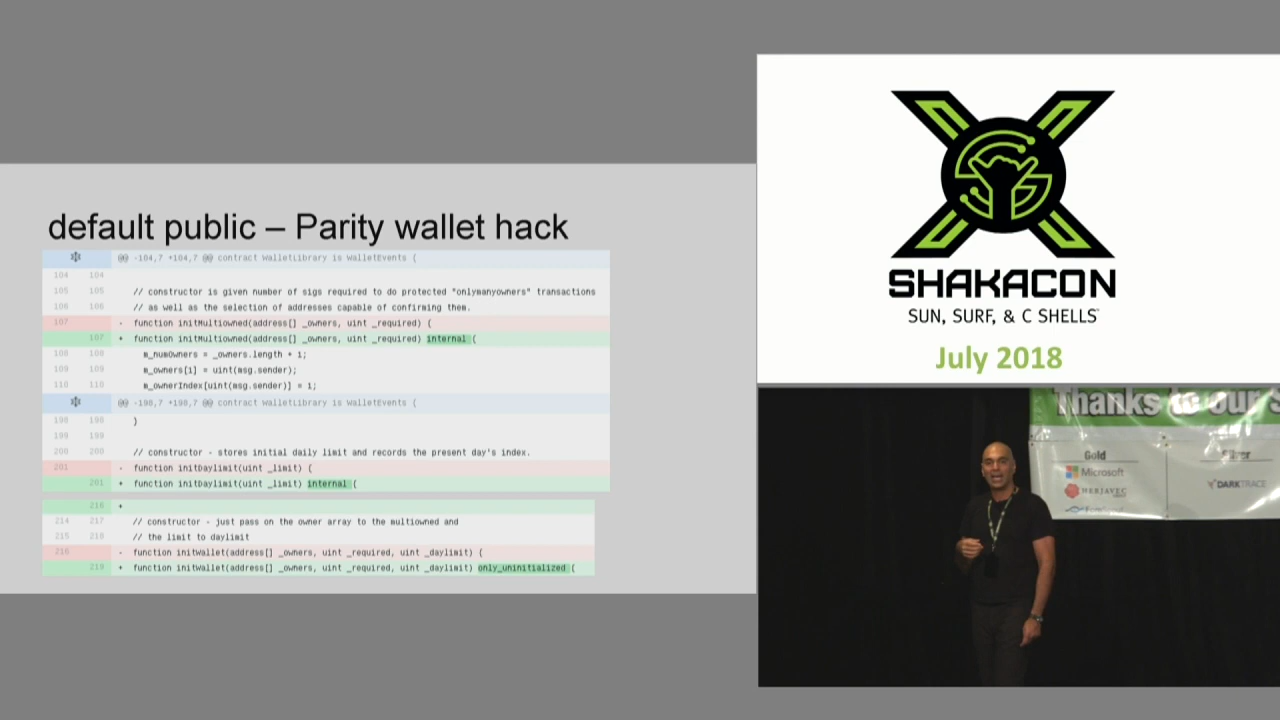 default public – Parity wallet hack
@@ -104,7 +104,7 @@ contract WalletLibrary is WalletEvents {
104 104
105 105 // constructor is given number of sigs required to do protected "onlymanyowners" transactions
106 106 // as well as the selection of addresses capable of confirming them.
107 - function initMultiowned(address[] _owners, uint _required) {
107 + function initMultiowned(address[] _owners, uint _required) internal {
108 108 m_numOwners = _owners.length + 1;
109 109 m_owners[1] = uint(msg.sender);
110 110 m_ownerIndex[uint(msg.sender)] = 1;
@@ -198,7 +198,7 @@ contract WalletLibrary is WalletEvents {
198 198 }
199 199
200 200 // constructor - stores initial daily limit and records the present day's index.
201 - function initDaylimit(uint _limit) {
201 + function initDaylimit(uint _limit) internal {
216 +
214 217 // constructor - just pass on the owner array to the multiowned and
215 218 // the limit to daylimit
216 - function initWallet(address[] _owners, uint _required, uint _daylimit) {
219 + function initWallet(address[] _owners, uint _required, uint _daylimit) only_uninitialized {
SHAKACON
SUN, SURF, & C SHELLS
July 2018
Thanks to our S
Gold Silver
Microsoft
HERJAVEC
DARKTRACE